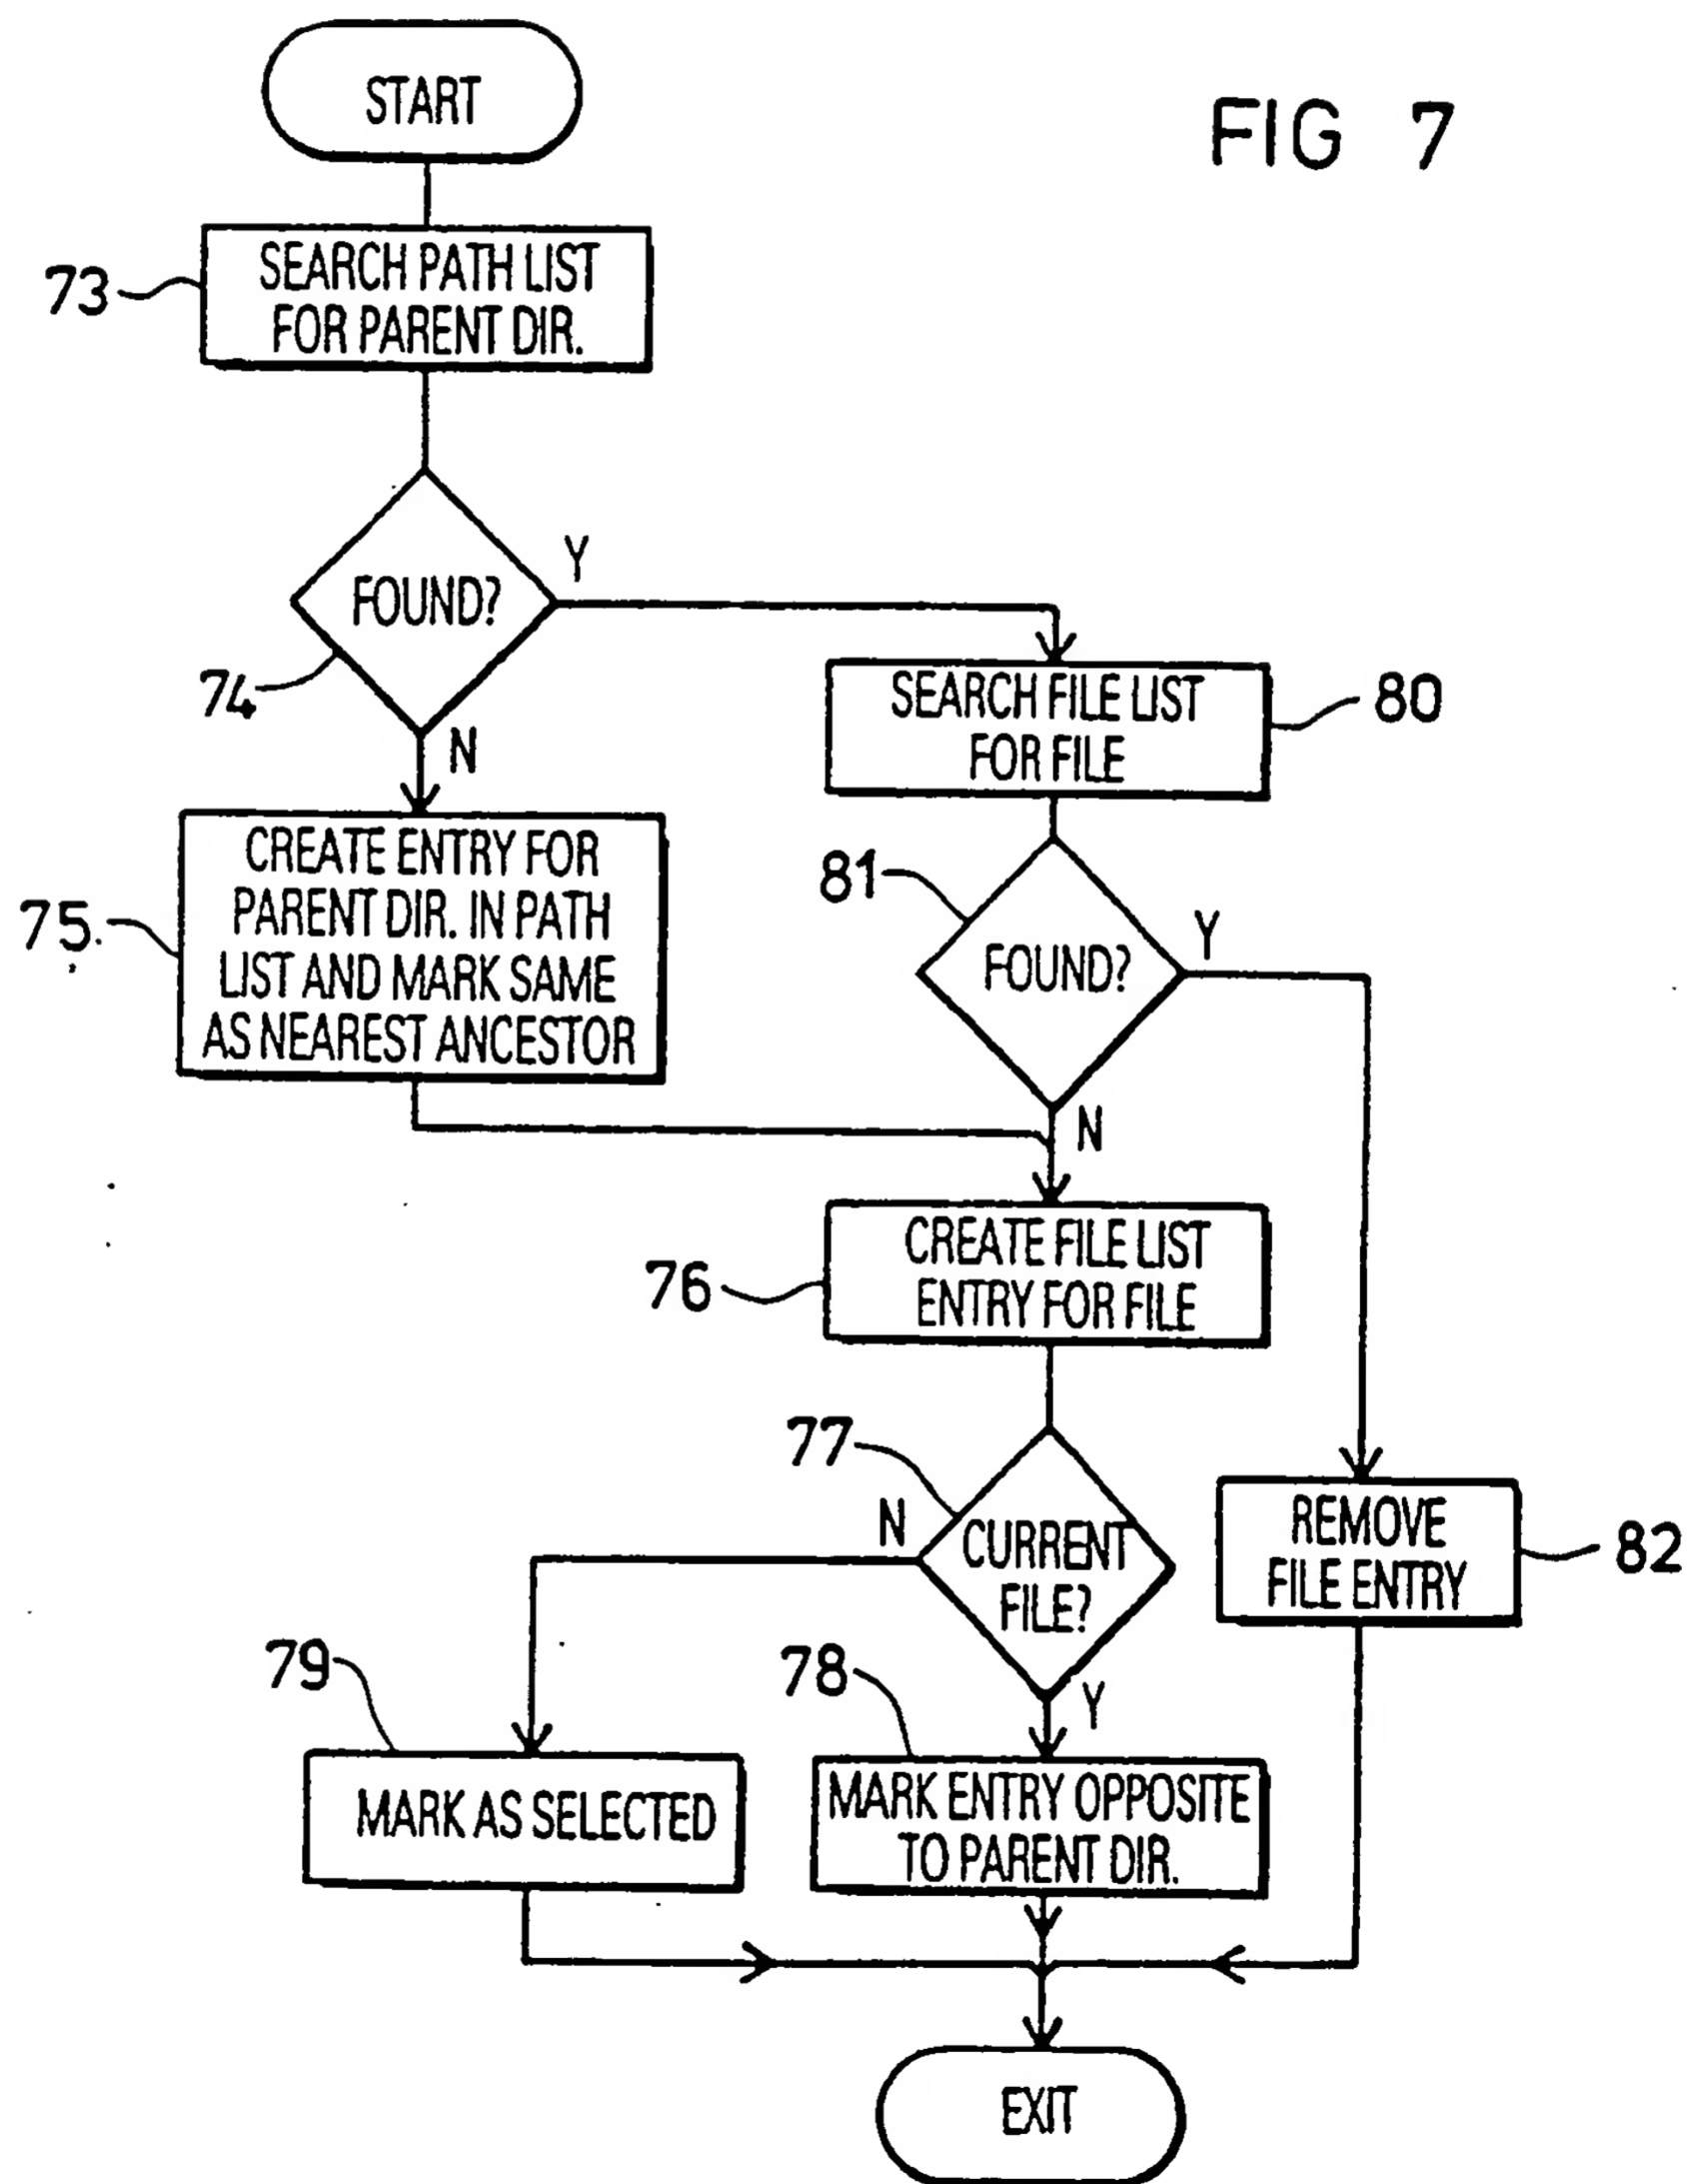 START
FIG 7
73
SEARCH PATH LIST
FOR PARENT DIR.
FOUND?
Y
74
N
SEARCH FILE LIST
FOR FILE
80
CREATE ENTRY FOR
PARENT DIR. IN PATH
LIST AND MARK SAME
AS NEAREST ANCESTOR
75.
81
FOUND?
Y
N
CREATE FILE LIST
ENTRY FOR FILE
76
77
N
CURRENT
FILE?
Y
REMOVE
FILE ENTRY
82
79
MARK AS SELECTED
78
MARK ENTRY OPPOSITE
TO PARENT DIR.
EXIT